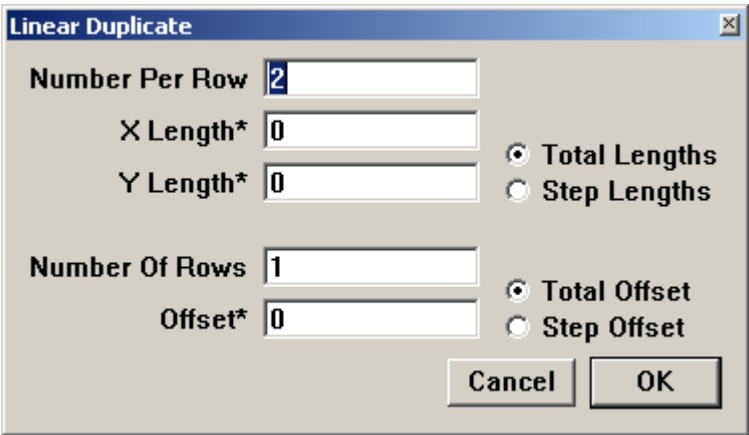 Linear Duplicate
Number Per Row 2
X Length* 0
Y Length* 0
Total Lengths
Step Lengths
Number Of Rows 1
Offset* 0
Total Offset
Step Offset
Cancel OK